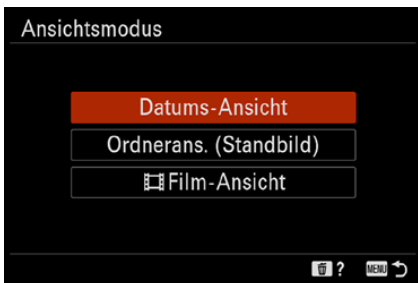 Ansichtsmodus
Datums-Ansicht
Ordnerans. (Standbild)
Film-Ansicht
? MENU